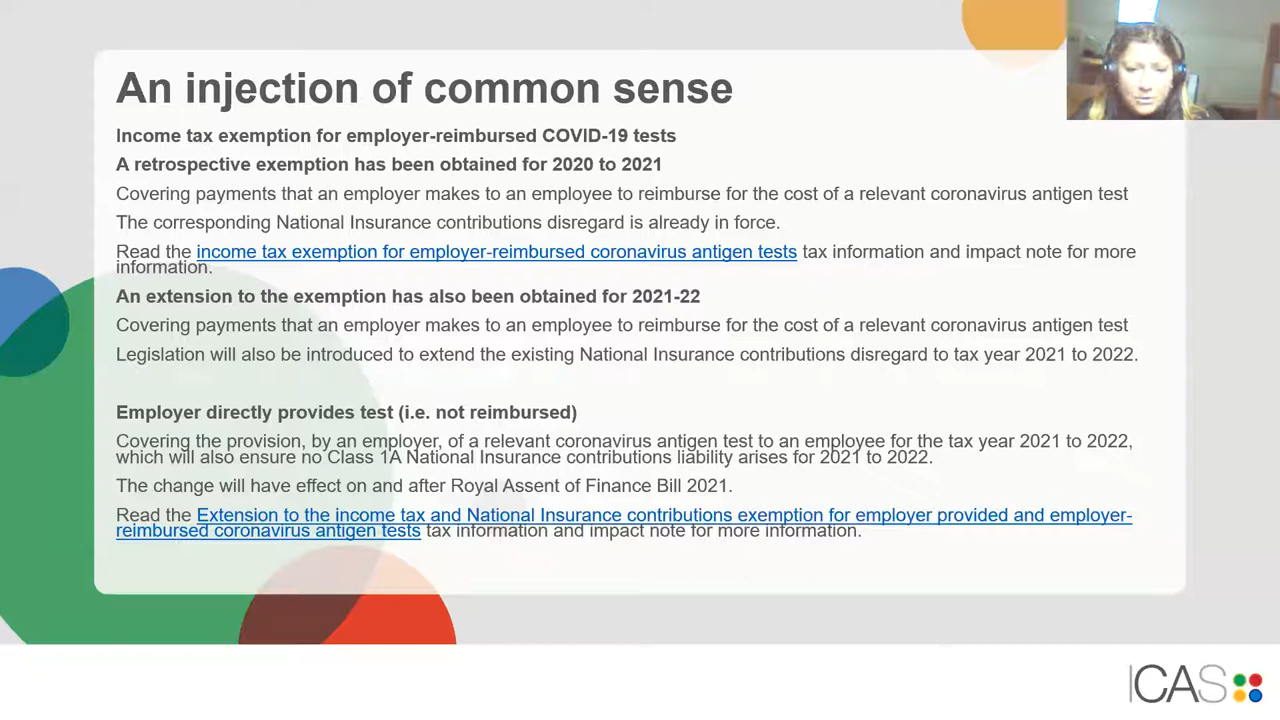 An injection of common sense
Income tax exemption for employer-reimbursed COVID-19 tests
A retrospective exemption has been obtained for 2020 to 2021
Covering payments that an employer makes to an employee to reimburse for the cost of a relevant coronavirus antigen test
The corresponding National Insurance contributions disregard is already in force.
Read the income tax exemption for employer-reimbursed coronavirus antigen tests tax information and impact note for more
information.
An extension to the exemption has also been obtained for 2021-22
Covering payments that an employer makes to an employee to reimburse for the cost of a relevant coronavirus antigen test
Legislation will also be introduced to extend the existing National Insurance contributions disregard to tax year 2021 to 2022.
Employer directly provides test (i.e. not reimbursed)
Covering the provision, by an employer, of a relevant coronavirus antigen test to an employee for the tax year 2021 to 2022,
which will also ensure no Class 1A National Insurance contributions liability arises for 2021 to 2022.
The change will have effect on and after Royal Assent of Finance Bill 2021.
Read the Extension to the income tax and National Insurance contributions exemption for employer provided and employer-
reimbursed coronavirus antigen tests tax information and impact note for more information.
ICAS